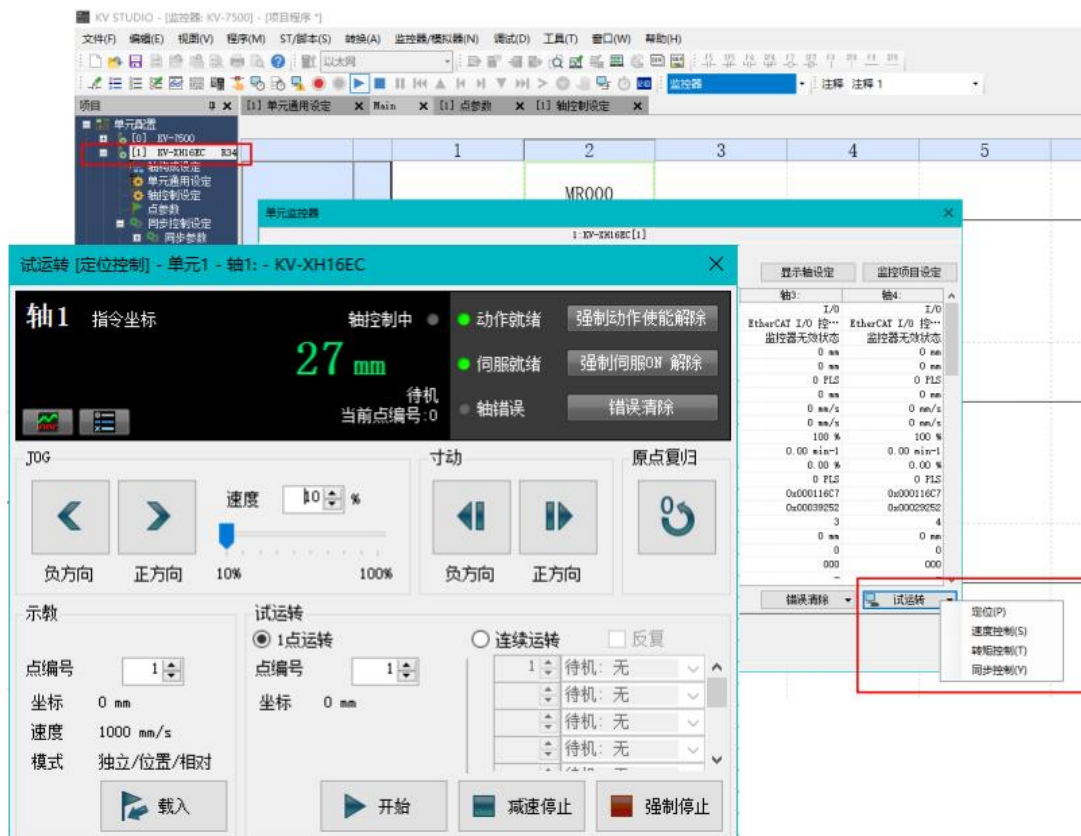 KV STUDIO - [监控器: KV-7500] - [项目程序 *]
文件(F) 编辑(E) 视图(V) 程序(M) ST/脚本(S) 转换(A) 监控器/模拟器(N) 调试(D) 工具(T) 窗口(W) 帮助(H)
以太网
监控器 注释 注释 1
项目 [1] 单元通用设定 Main [1] 点参数 [1] 轴控制设定
单元配置
[0] KV-7500
[1] KV-XH16EC R34
轴构成设定
单元通用设定
轴控制设定
点参数
同步控制设定
同步参数
1 2 3 4 5
MR000
单元监控器
1:KV-XH16EC[1]
显示轴设定 监控项目设定
轴3: 轴4:
I/O I/O
EtherCAT I/O 控… EtherCAT I/O 控…
监控器无效状态 监控器无效状态
0 mm 0 mm
0 mm 0 mm
0 PLS 0 PLS
0 mm 0 mm
0 mm/s 0 mm/s
0 mm/s 0 mm/s
100 % 100 %
0.00 min-1 0.00 min-1
0.00 % 0.00 %
0 PLS 0 PLS
0x000116C7 0x000116C7
0x00039252 0x00029252
3 4
0 mm 0 mm
0 0
000 000
- -
错误清除 试运转
定位(P)
速度控制(S)
转矩控制(T)
同步控制(Y)
试运转 [定位控制] - 单元1 - 轴1: - KV-XH16EC
轴1 指令坐标 轴控制中 动作就绪 强制动作使能解除
27 mm
伺服就绪 强制伺服ON 解除
待机
当前点编号:0
轴错误 错误清除
JOG 寸动 原点复归
速度 10 %
负方向 正方向 10% 100% 负方向 正方向
示教 试运转
1点运转 连续运转 反复
点编号 1 点编号 1 1 待机: 无
坐标 0 mm 坐标 0 mm 待机: 无
速度 1000 mm/s 待机: 无
模式 独立/位置/相对 待机: 无
载入 开始 减速停止 强制停止